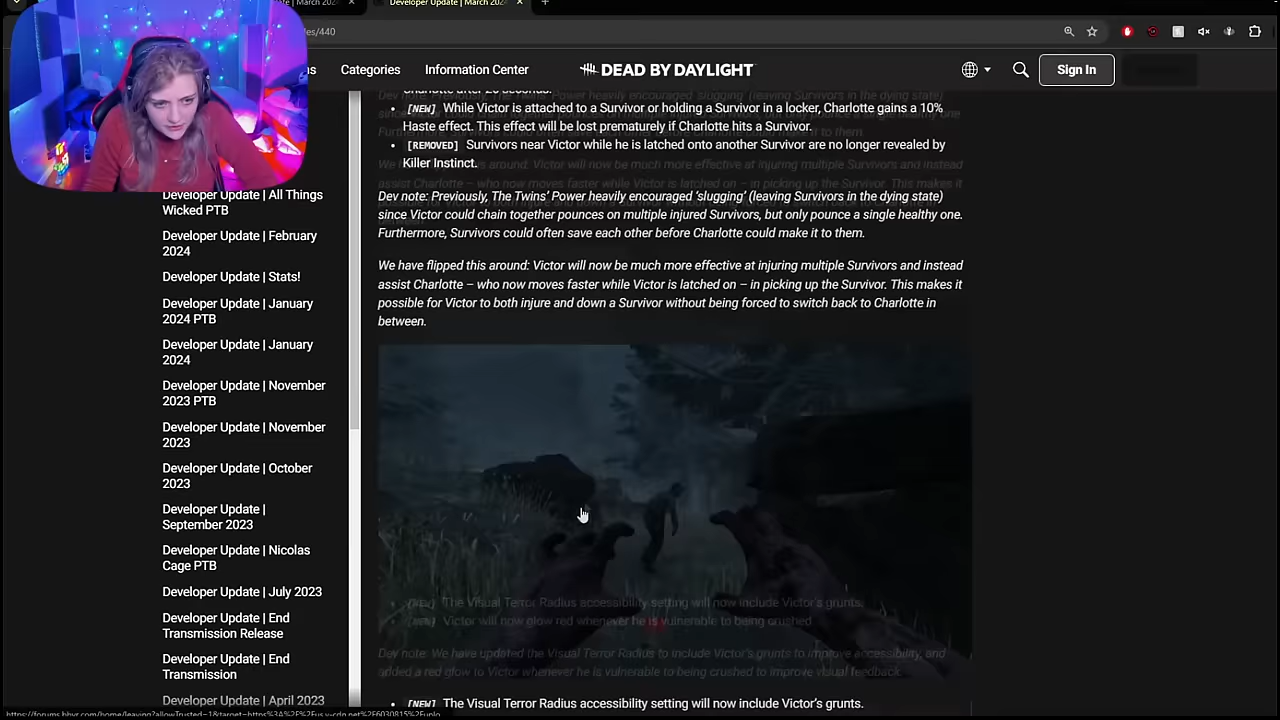 Developer Update | March 202
les/440
Categories
Information Center
DEAD BY DAYLIGHT
Sign In
Developer Update | All Things
Wicked PTB
Developer Update | February
2024
Developer Update | Stats!
Developer Update | January
2024 PTB
Developer Update | January
2024
Developer Update | November
2023 PTB
Developer Update | November
2023
Developer Update | October
2023
Developer Update |
September 2023
Developer Update | Nicolas
Cage PTB
Developer Update | July 2023
Developer Update | End
Transmission Release
Developer Update | End
Transmission
Developer Update | April 2023
[NEW] While Victor is attached to a Survivor or holding a Survivor in a locker, Charlotte gains a 10%
Haste effect. This effect will be lost prematurely if Charlotte hits a Survivor.
[REMOVED] Survivors near Victor while he is latched onto another Survivor are no longer revealed by
Killer Instinct.
Dev note: Previously, The Twins' Power heavily encouraged 'slugging' (leaving Survivors in the dying state)
since Victor could chain together pounces on multiple injured Survivors, but only pounce a single healthy one.
Furthermore, Survivors could often save each other before Charlotte could make it to them.
We have flipped this around: Victor will now be much more effective at injuring multiple Survivors and instead
assist Charlotte – who now moves faster while Victor is latched on – in picking up the Survivor. This makes it
possible for Victor to both injure and down a Survivor without being forced to switch back to Charlotte in
between.
[NEW] The Visual Terror Radius accessibility setting will now include Victor's grunts.
[NEW] Victor will now glow red whenever he is vulnerable to being crushed.
Dev note: We have updated the Visual Terror Radius to include Victor's grunts to improve accessibility, and
added a red glow to Victor whenever he is vulnerable to being crushed to improve visual feedback.
[NEW] The Visual Terror Radius accessibility setting will now include Victor's grunts.